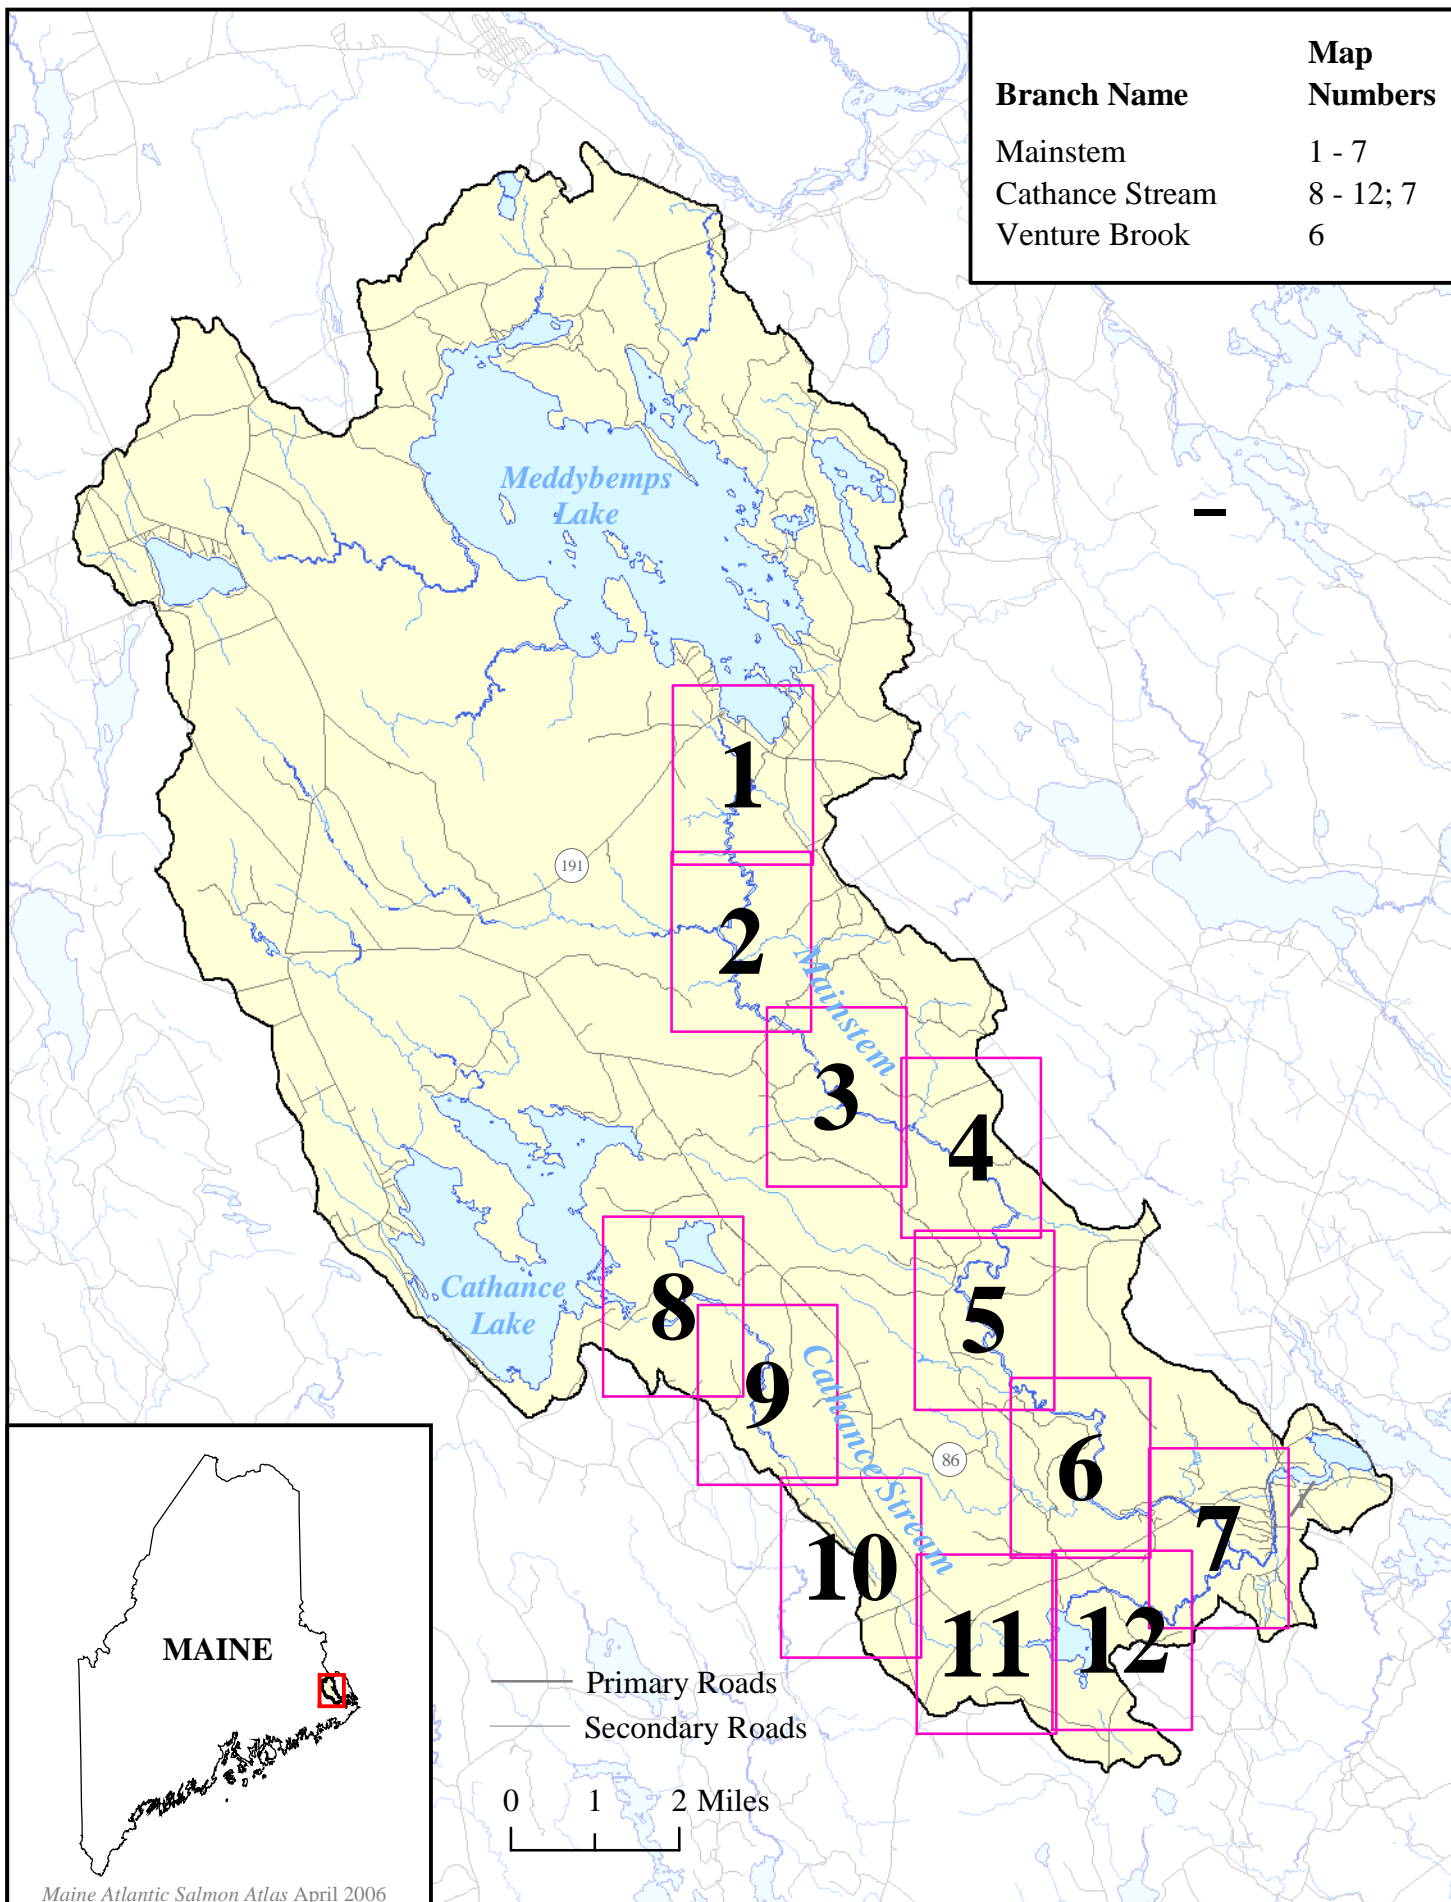 Map
Branch Name Numbers
Mainstem 1 - 7
Cathance Stream 8 - 12; 7
Venture Brook 6
Meddybemps
Lake
1
191
2
Mainstem
3
4
Cathance
Lake
8
5
9
Cathance Stream
86
6
7
10
11
12
MAINE
Primary Roads
Secondary Roads
0 1 2 Miles
Maine Atlantic Salmon Atlas April 2006